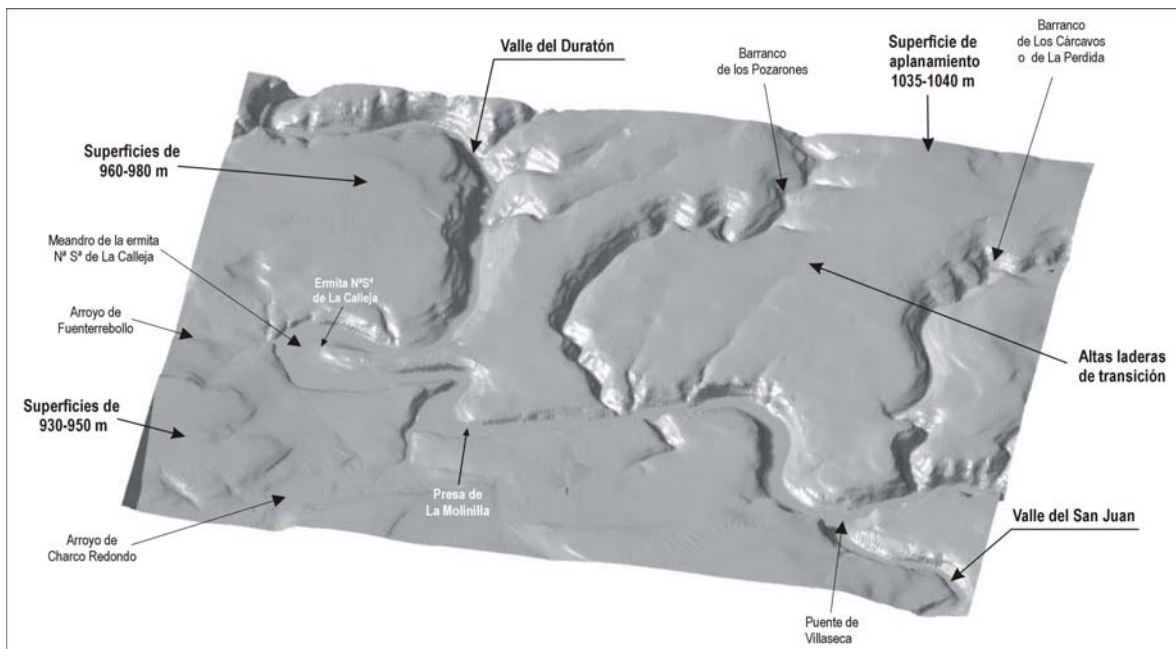 Valle del Duratón
Barranco
de los Pozarones
Superficie de
aplanamiento
1035-1040 m
Barranco
de Los Cárcavos
o de La Perdida
Superficies de
960-980 m
Meandro de la ermita
Nª Sª de La Calleja
Ermita NªSª
de La Calleja
Arroyo de
Fuenterrebollo
Altas laderas
de transición
Superficies de
930-950 m
Presa de
La Molinilla
Valle del San Juan
Arroyo de
Charco Redondo
Puente de
Villaseca